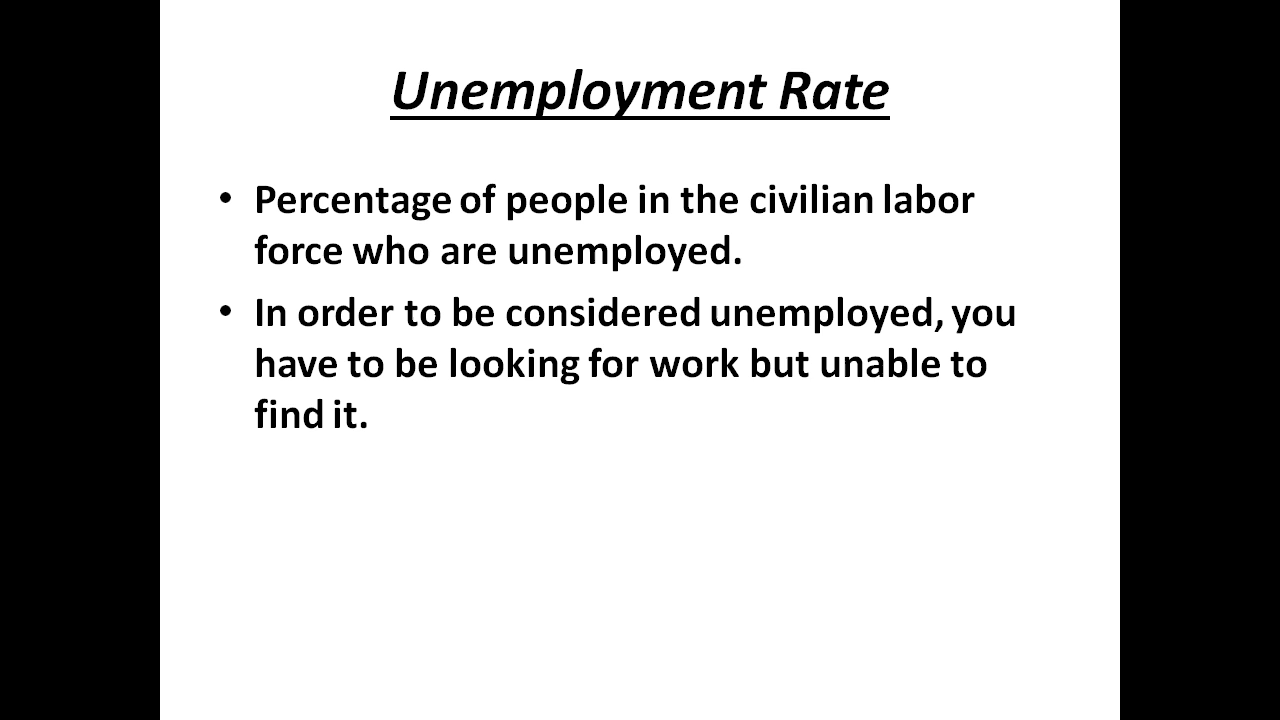 Unemployment Rate
• Percentage of people in the civilian labor
force who are unemployed.
• In order to be considered unemployed, you
have to be looking for work but unable to
find it.